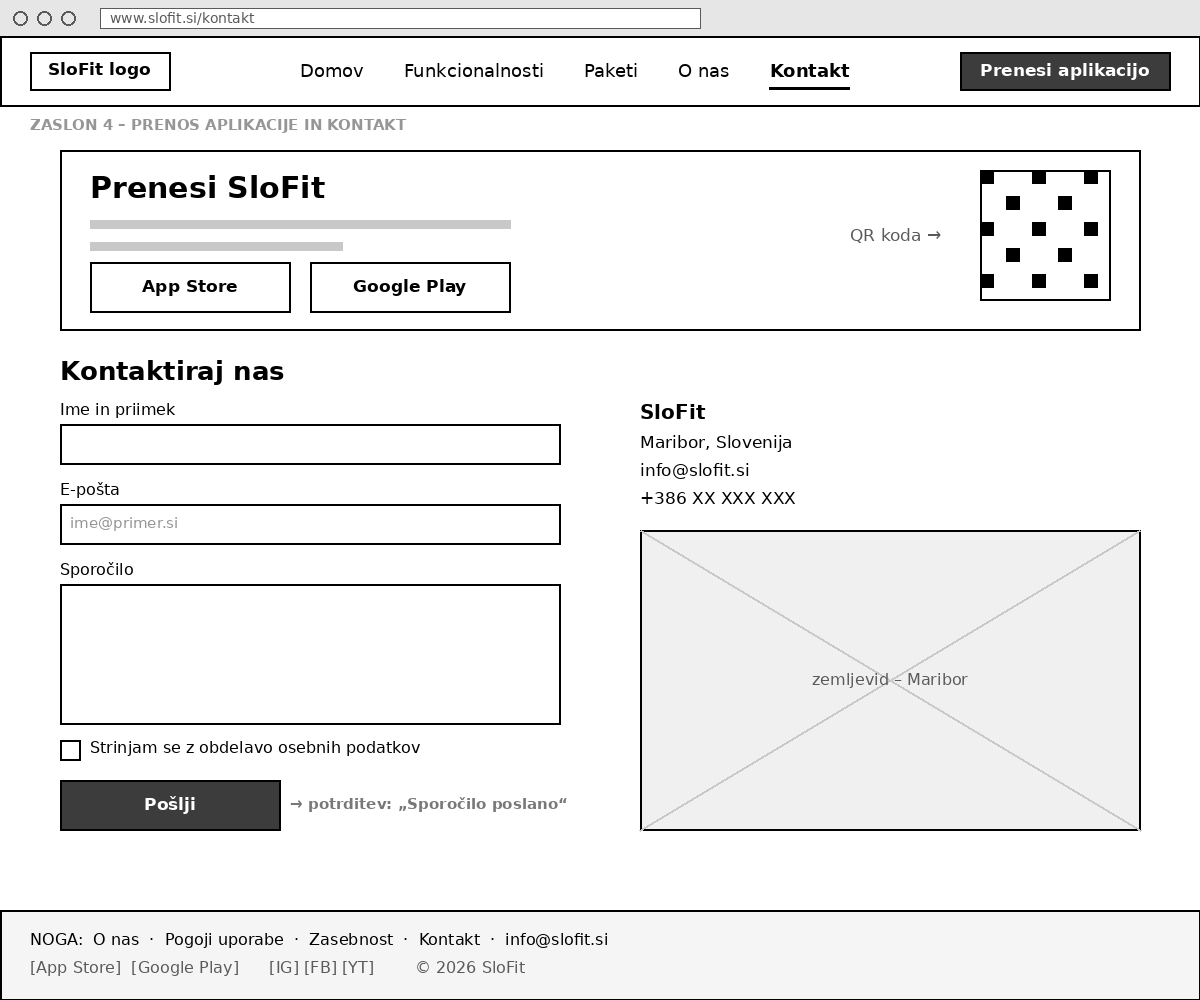 www.slofit.si/kontakt
SloFit logo
Domov
Funkcionalnosti
Paketi
O nas
Kontakt
Prenesi aplikacijo
ZASLON 4 – PRENOS APLIKACIJE IN KONTAKT
Prenesi SloFit
App Store
Google Play
QR koda →
Kontaktiraj nas
Ime in priimek
E-pošta
ime@primer.si
Sporočilo
Strinjam se z obdelavo osebnih podatkov
Pošlji
→ potrditev: „Sporočilo poslano“
SloFit
Maribor, Slovenija
info@slofit.si
+386 XX XXX XXX
zemljevid – Maribor
NOGA: O nas · Pogoji uporabe · Zasebnost · Kontakt · info@slofit.si
[App Store] [Google Play] [IG] [FB] [YT] © 2026 SloFit